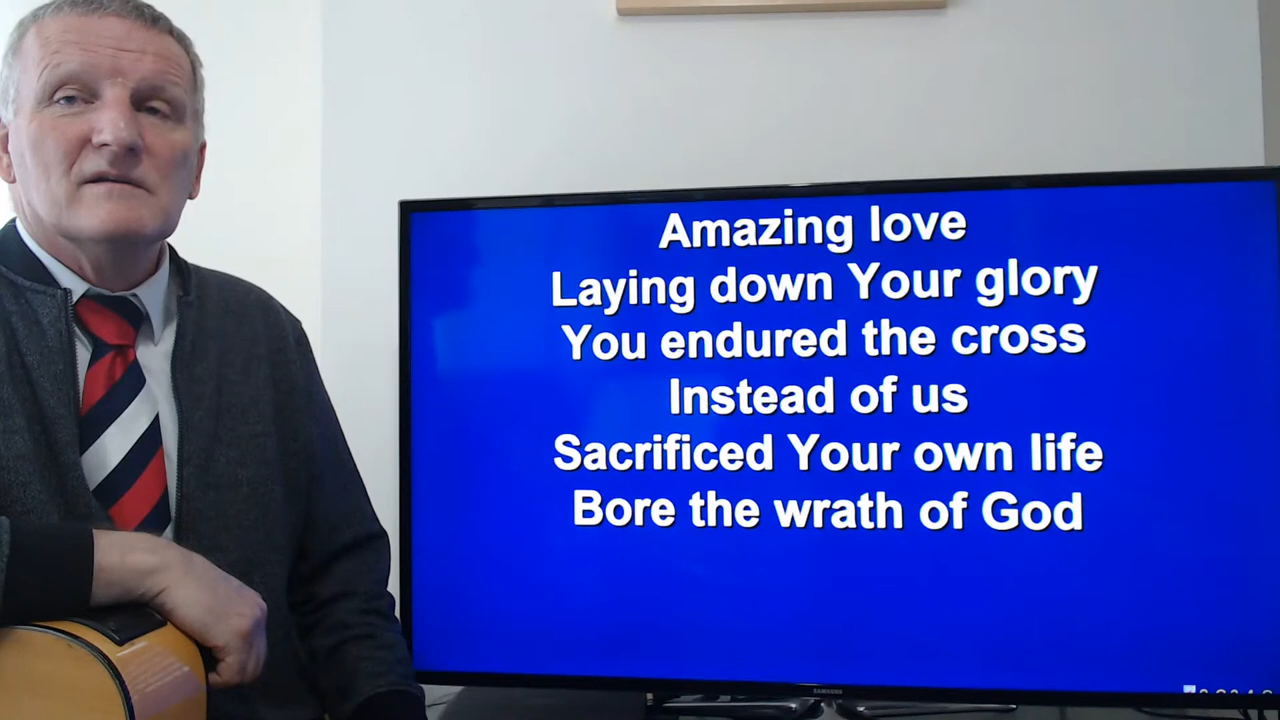 Amazing love
Laying down Your glory
You endured the cross
Instead of us
Sacrificed Your own life
Bore the wrath of God
SAMSUNG